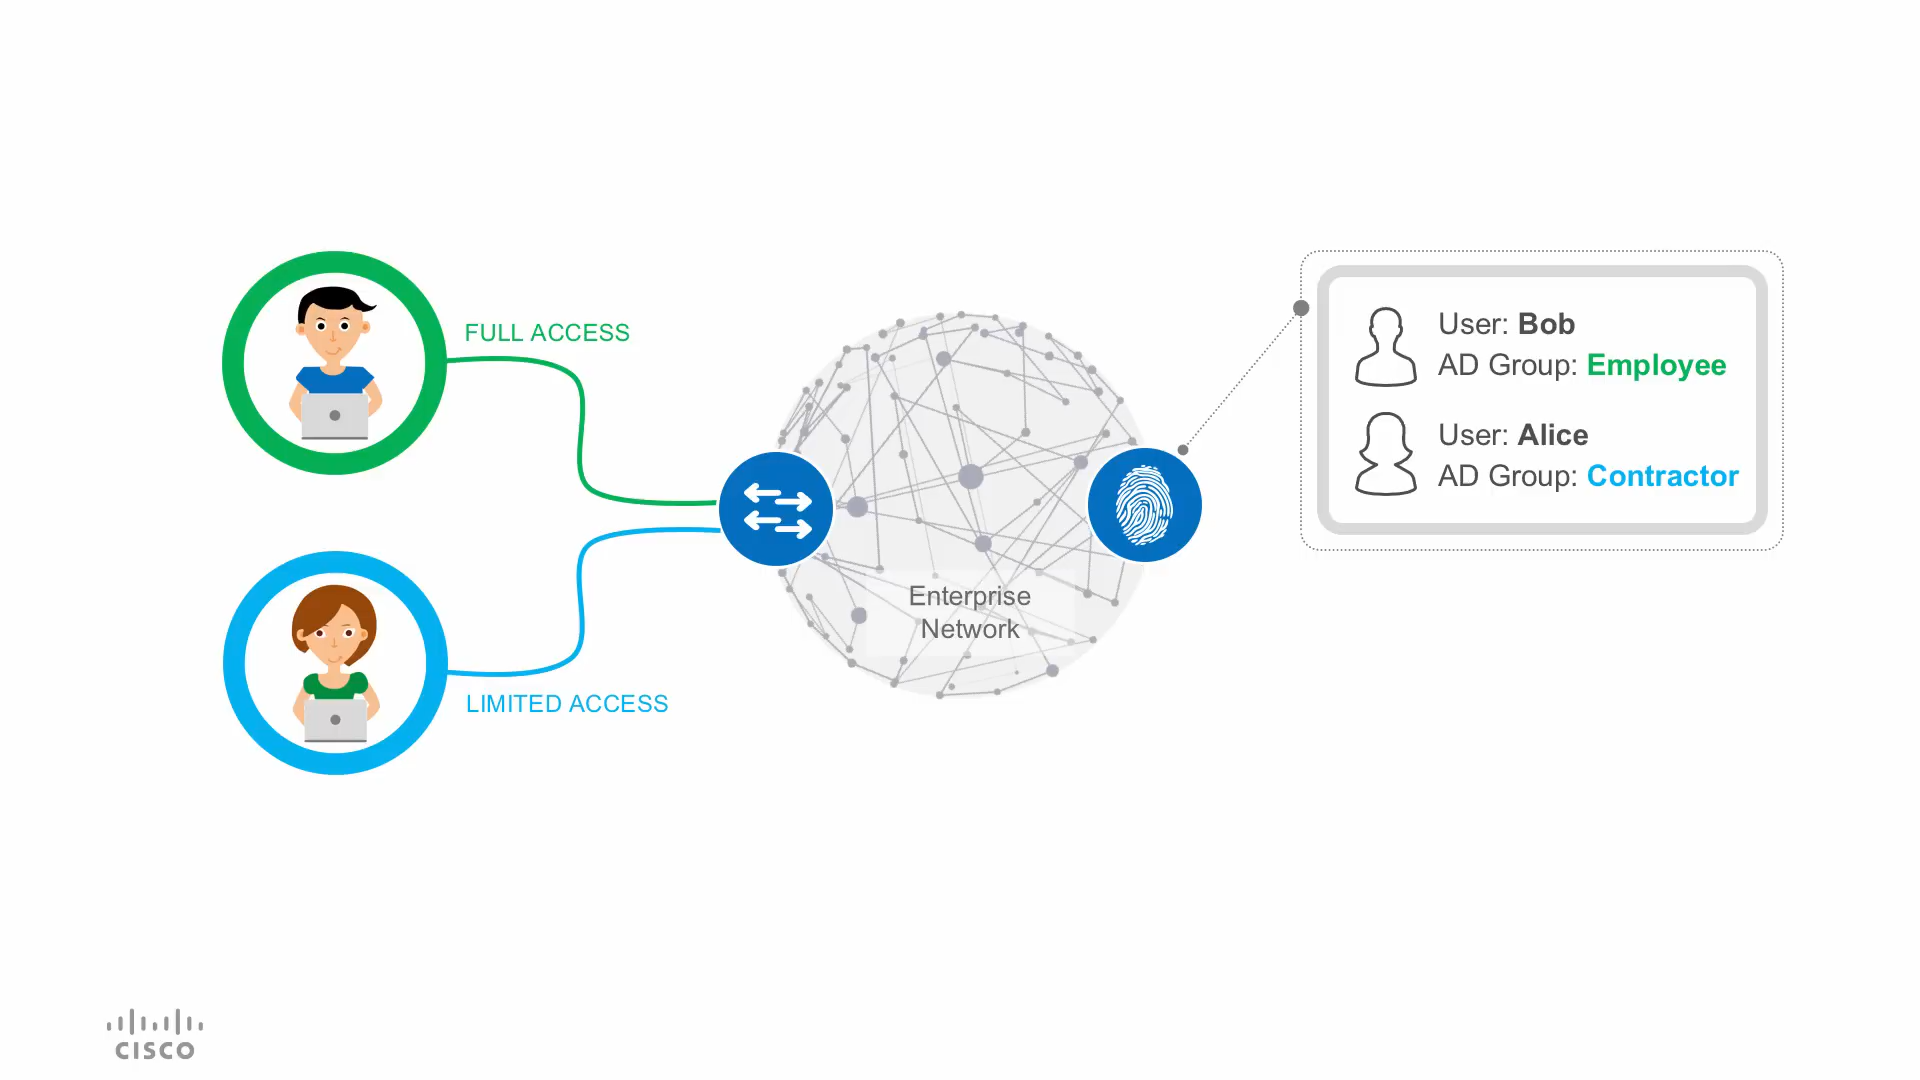 FULL ACCESS
User: Bob
AD Group: Employee
User: Alice
AD Group: Contractor
Enterprise
Network
LIMITED ACCESS
CISCO